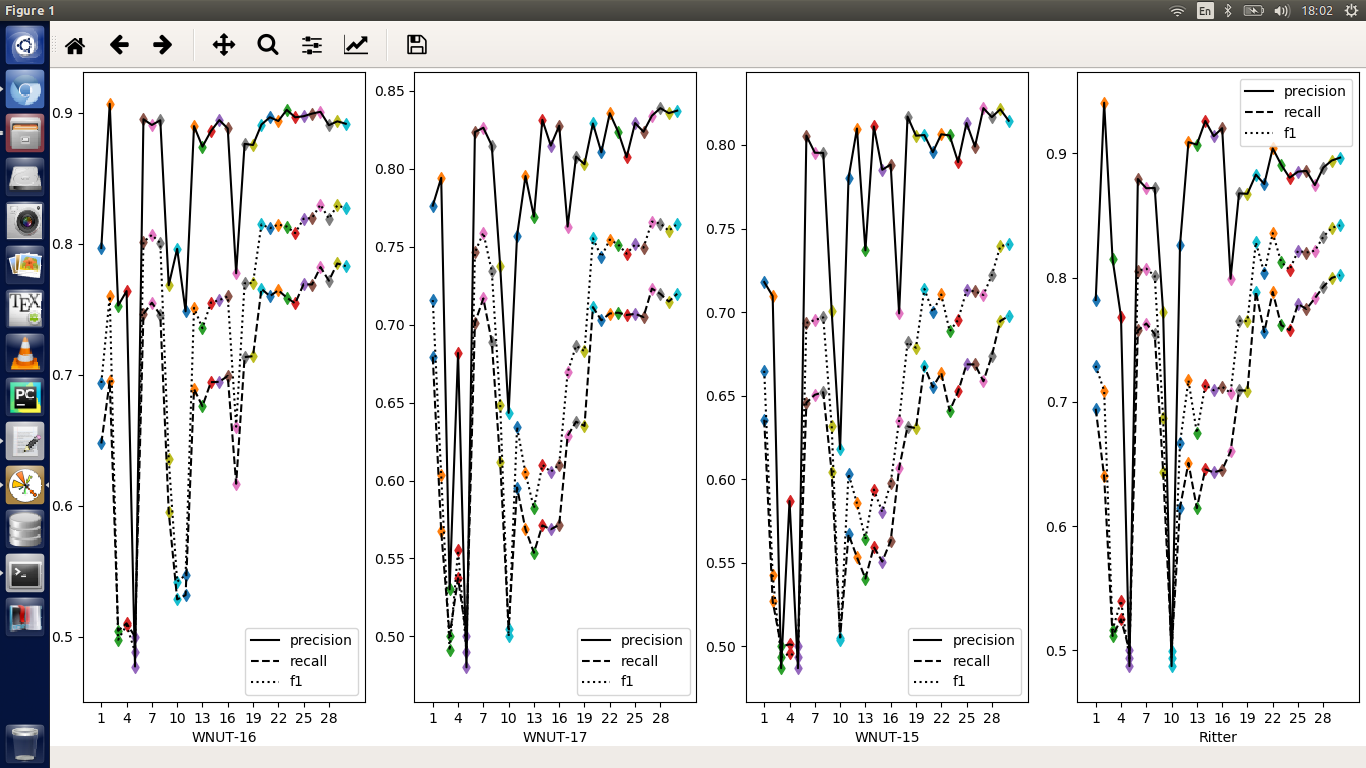 Figure 1
En
18:02
0.9
0.8
0.7
0.6
0.5
precision
recall
f1
1 4 7 10 13 16 19 22 28
WNUT-16
0.85
0.80
0.75
0.70
0.65
0.60
0.55
0.50
precision
recall
f1
1 4 7 10 13 16 19 22 28
WNUT-17
0.80
0.75
0.70
0.65
0.60
0.55
0.50
precision
recall
f1
1 4 7 10 13 16 19 22 28
WNUT-15
precision
recall
f1
0.9
0.8
0.7
0.6
0.5
1 4 7 10 13 16 19 22 28
Ritter
TEX
PC